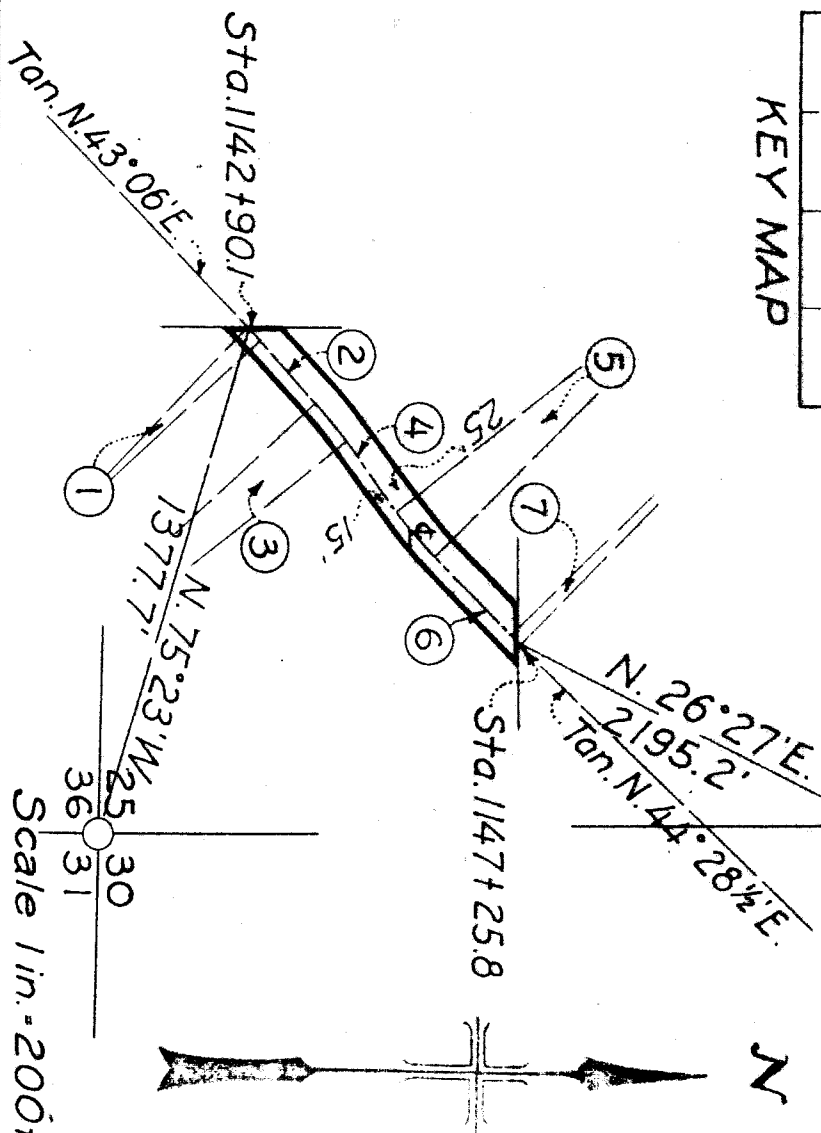 KEY MAP
N
Sta. 1142+90.1
Tan. N.43°06'E.
1
2
3
4
5
6
7
25'
15'
℄
N. 26°27'E.
2195.2'
Tan. N.44°28½'E.
Sta. 1147+25.8
N. 75°23'W.
1377.7'
25 30
36 31
Scale 1 in.=200